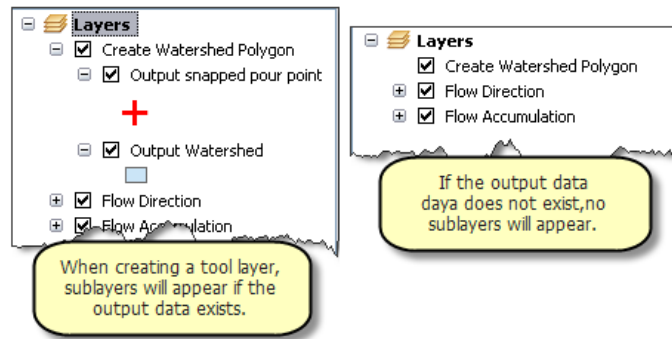 Layers
Create Watershed Polygon
Output snapped pour point
Output Watershed
Flow Direction
Flow Accumulation
When creating a tool layer,
sublayers will appear if the
output data exists.
Layers
Create Watershed Polygon
Flow Direction
Flow Accumulation
If the output data
daya does not exist,no
sublayers will appear.